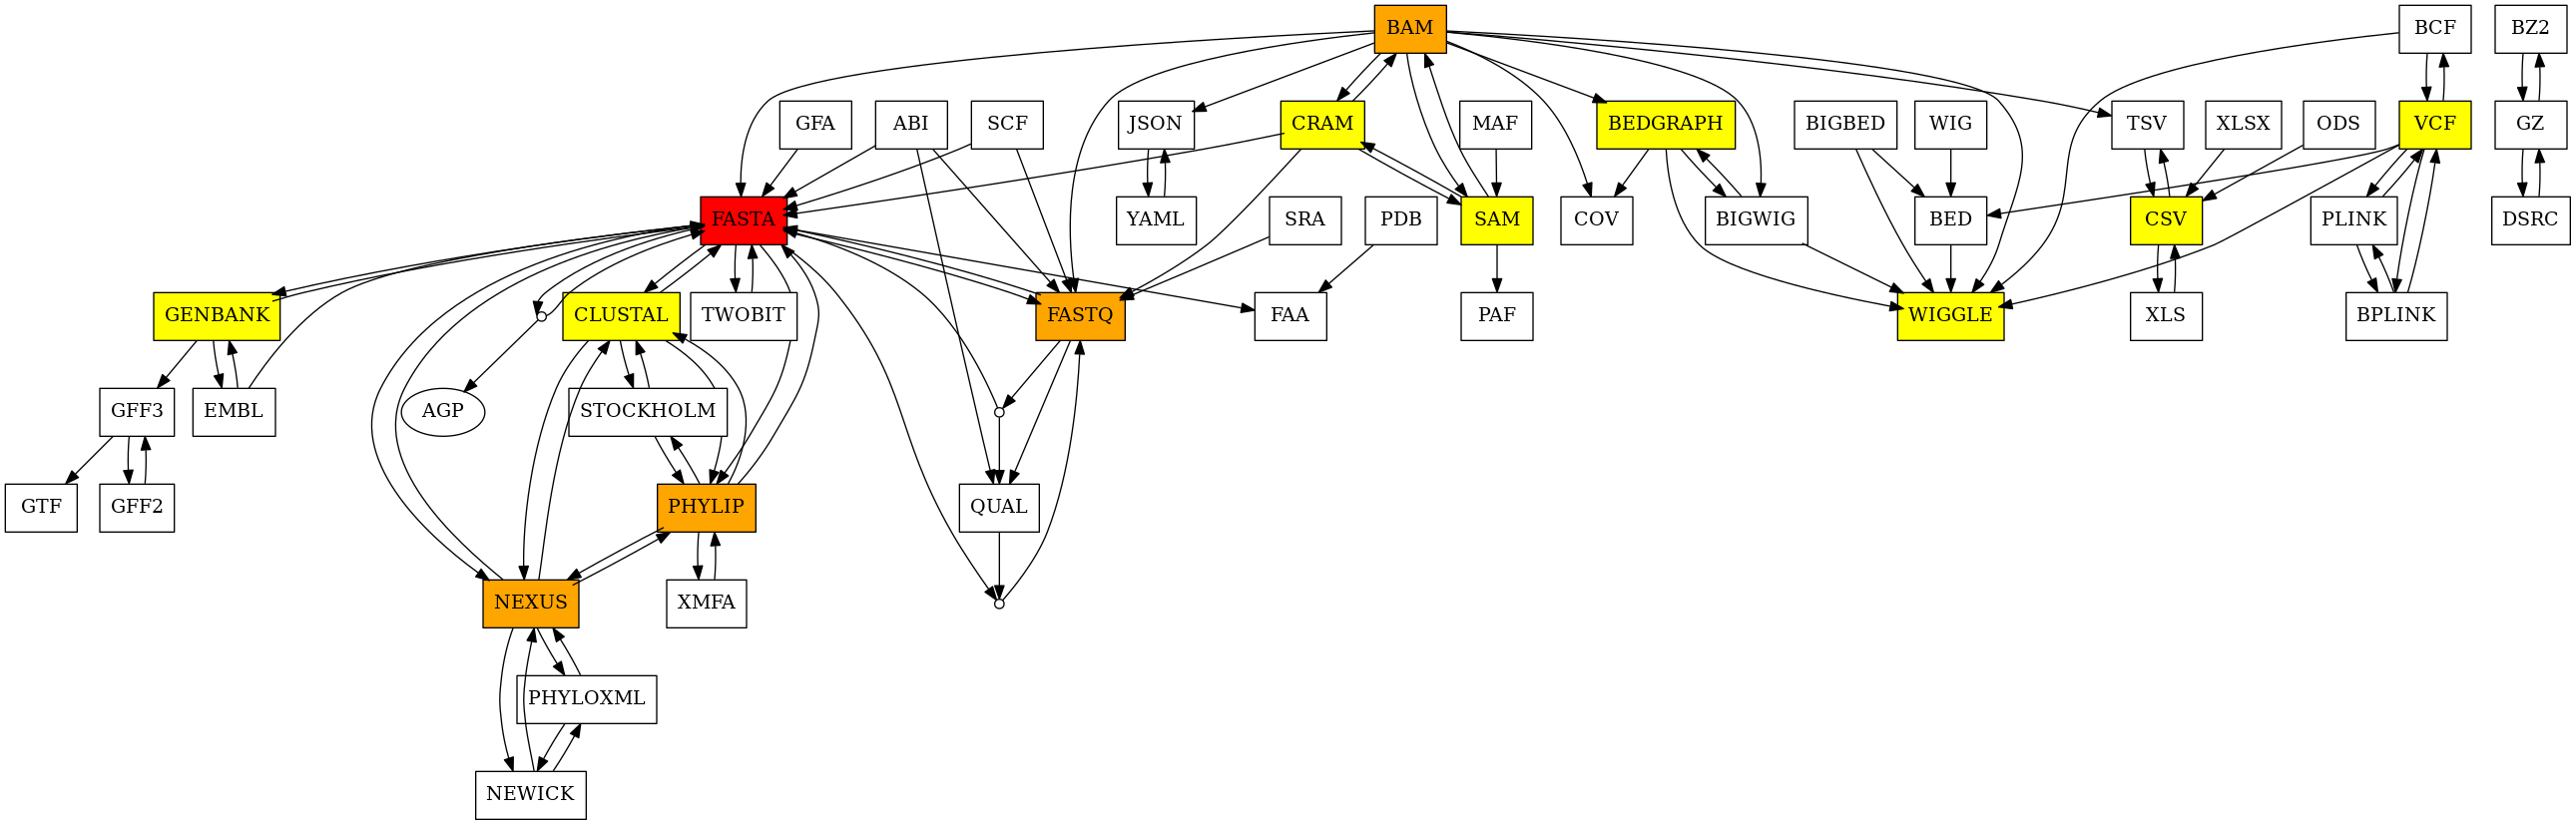 BAM
BCF
BZ2
GFA
ABI
SCF
JSON
CRAM
MAF
BEDGRAPH
BIGBED
WIG
TSV
XLSX
ODS
VCF
GZ
FASTA
YAML
SRA
PDB
SAM
COV
BIGWIG
BED
CSV
PLINK
DSRC
GENBANK
CLUSTAL
TWOBIT
FASTQ
FAA
PAF
WIGGLE
XLS
BPLINK
GFF3
EMBL
AGP
STOCKHOLM
GTF
GFF2
PHYLIP
QUAL
NEXUS
XMFA
PHYLOXML
NEWICK